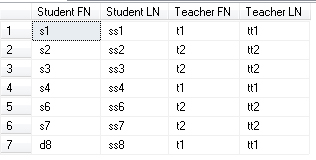 Student FN Student LN Teacher FN Teacher LN
1 s1 ss1 t1 tt1
2 s2 ss2 t2 tt2
3 s3 ss3 t2 tt2
4 s4 ss4 t1 tt1
5 s6 ss6 t2 tt2
6 s7 ss7 t2 tt2
7 d8 ss8 t1 tt1